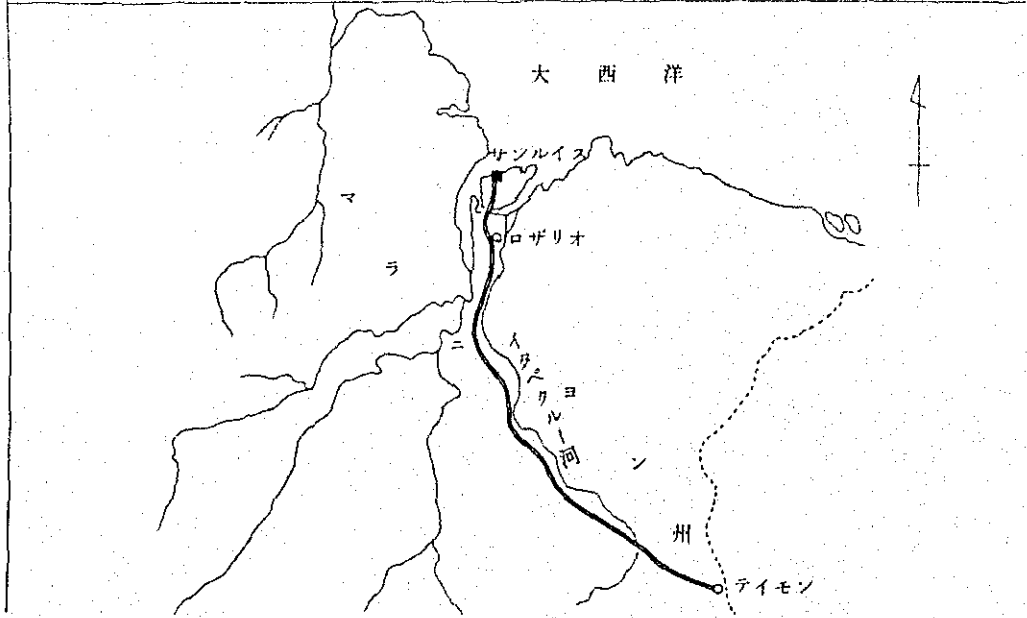 大西洋
サンルイス
ロザリオ
マラニヨン州
イタペクルー河
テイモン